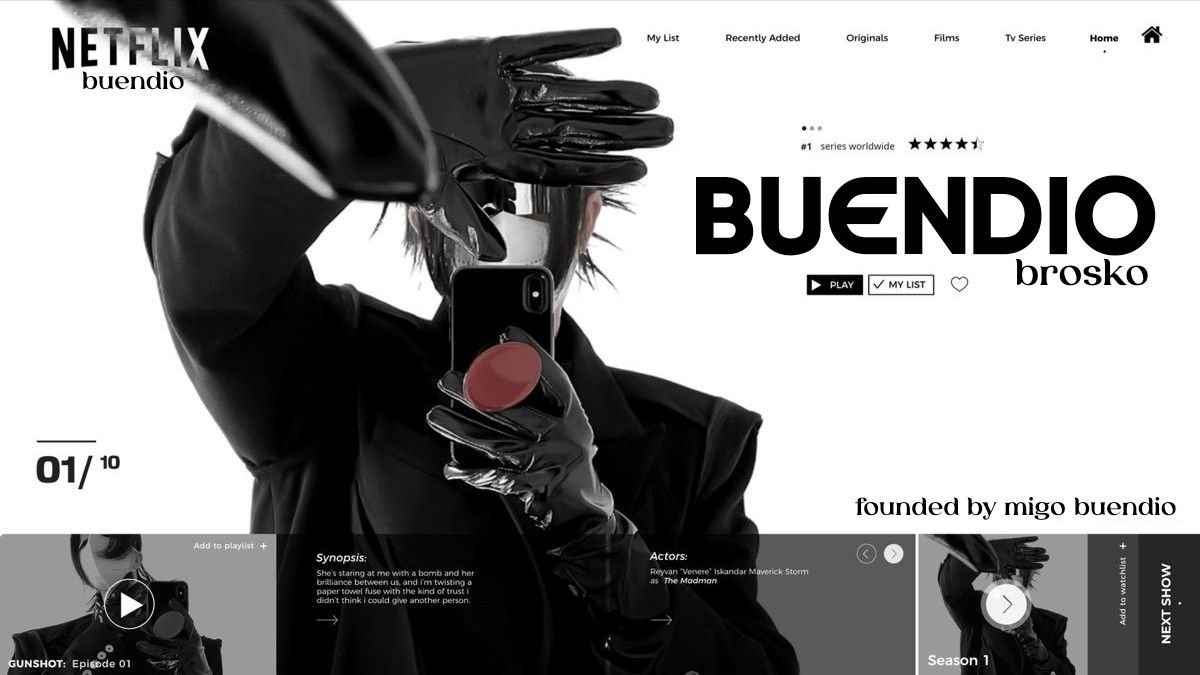 NETFLIX
buendio
My List
Recently Added
Originals
Films
Tv Series
Home
#1 series worldwide
BUENDIO
brosko
PLAY
MY LIST
01/10
founded by migo buendio
Add to playlist +
GUNSHOT: Episode 01
Synopsis:
She's staring at me with a bomb and her
brilliance between us, and i'm twisting a
paper towel fuse with the kind of trust i
didn't think i could give another person.
Actors:
Reyvan "Venere" Iskandar Maverick Storm
as The Madman
Season 1
Add to watchlist +
NEXT SHOW